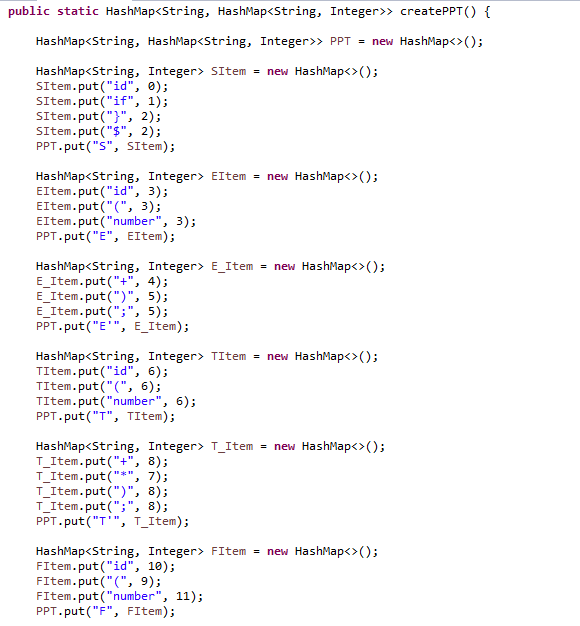 public static HashMap<String, HashMap<String, Integer>> createPPT() {
HashMap<String, HashMap<String, Integer>> PPT = new HashMap<>();
HashMap<String, Integer> SItem = new HashMap<>();
SItem.put("id", 0);
SItem.put("if", 1);
SItem.put("}", 2);
SItem.put("$", 2);
PPT.put("S", SItem);
HashMap<String, Integer> EItem = new HashMap<>();
EItem.put("id", 3);
EItem.put("(", 3);
EItem.put("number", 3);
PPT.put("E", EItem);
HashMap<String, Integer> E_Item = new HashMap<>();
E_Item.put("+", 4);
E_Item.put(")", 5);
E_Item.put(";", 5);
PPT.put("E'", E_Item);
HashMap<String, Integer> TItem = new HashMap<>();
TItem.put("id", 6);
TItem.put("(", 6);
TItem.put("number", 6);
PPT.put("T", TItem);
HashMap<String, Integer> T_Item = new HashMap<>();
T_Item.put("+", 8);
T_Item.put("*", 7);
T_Item.put(")", 8);
T_Item.put(";", 8);
PPT.put("T'", T_Item);
HashMap<String, Integer> FItem = new HashMap<>();
FItem.put("id", 10);
FItem.put("(", 9);
FItem.put("number", 11);
PPT.put("F", FItem);